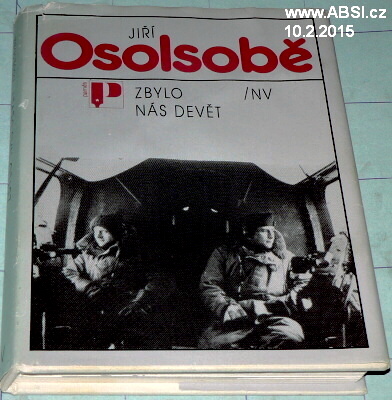 www.ABSI.cz
10.2.2015
JIŘÍ
Osolsobě
P
ZBYLO /NV
NÁS DEVĚT